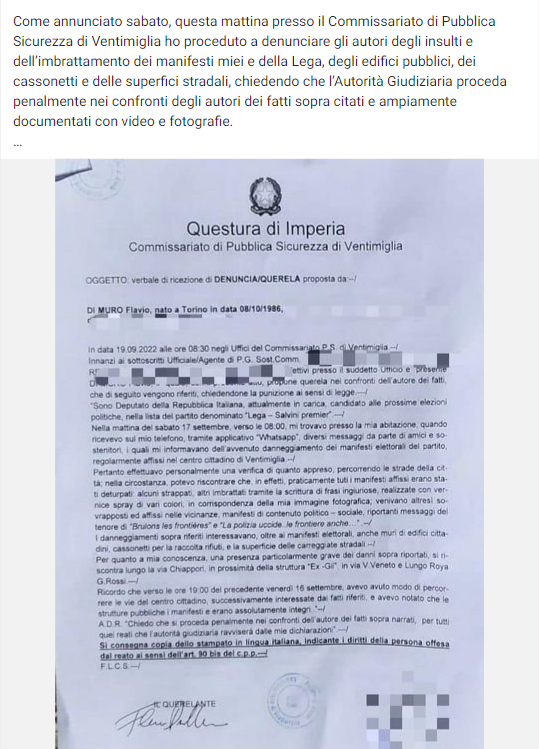 Come annunciato sabato, questa mattina presso il Commissariato di Pubblica
Sicurezza di Ventimiglia ho proceduto a denunciare gli autori degli insulti e
dell'imbrattamento dei manifesti miei e della Lega, degli edifici pubblici, dei
cassonetti e delle superfici stradali, chiedendo che l'Autorità Giudiziaria proceda
penalmente nei confronti degli autori dei fatti sopra citati e ampiamente
documentati con video e fotografie.
...
Questura di Imperia
Commissariato di Pubblica Sicurezza di Ventimiglia
OGGETTO: verbale di ricezione di DENUNCIA/QUERELA proposta da:--/
DI MURO Flavio, nato a Torino in data 08/10/1986,
In data 19.09.2022 alle ore 08:30 negli Uffici del Commissariato P.S. di Ventimiglia.--/
Innanzi ai sottoscritti Ufficiale/Agente di P.G. Sost.Comm.
ettivi presso il suddetto Ufficio è "presente
propone querela nei confronti dell'autore dei fatti,
che di seguito vengono riferiti, chiedendone la punizione ai sensi di legge.--/
"Sono Deputato della Repubblica Italiana, attualmente in carica, candidato alle prossime elezioni
politiche, nella lista del partito denominato "Lega – Salvini premier".--/
Nella mattina del sabato 17 settembre, verso le 08:00, mi trovavo presso la mia abitazione, quando
ricevevo sul mio telefono, tramite applicativo "Whatsapp", diversi messaggi da parte di amici e so-
stenitori, i quali mi informavano dell'avvenuto danneggiamento dei manifesti elettorali del partito,
regolarmente affissi nel centro cittadino di Ventimiglia.--/
Pertanto effettuavo personalmente una verifica di quanto appreso, percorrendo le strade della cit-
tà; nella circostanza, potevo riscontrare che, in effetti, praticamente tutti i manifesti affissi erano sta-
ti deturpati: alcuni strappati, altri imbrattati tramite la scrittura di frasi ingiuriose, realizzate con ver-
nice spray di vari colori, in corrispondenza della mia immagine fotografica; venivano altresì so-
vrapposti ed affissi nelle vicinanze, manifesti di contenuto politico - sociale, riportanti messaggi del
tenore di "Brulons les frontières" e "La polizia uccide..le frontiere anche...".--/
I danneggiamenti sopra riferiti interessavano, oltre ai manifesti elettorali, anche muri di edifici citta-
dini, cassonetti per la raccolta rifiuti, e la superficie delle carreggiate stradali.--/
Per quanto a mia conoscenza, una presenza particolarmente grave dei danni sopra riportati, si ri-
scontra lungo la via Chiappori, in prossimità della struttura "Ex -Gil", in via V.Veneto e Lungo Roya
G.Rossi.--/
Ricordo che verso le ore 19:00 del precedente venerdì 16 settembre, avevo avuto modo di percor-
rere le vie del centro cittadino, successivamente interessate dai fatti riferiti, e avevo notato che le
strutture pubbliche i manifesti e erano assolutamente integri."--/
A.D.R. "Chiedo che si proceda penalmente nei confronti dell'autore dei fatti sopra narrati, per tutti
quei reati che l'autorità giudiziaria ravviserà dalle mie dichiarazioni"--/
Si consegna copia dello stampato in lingua italiana, indicante i diritti della persona offesa
dal reato ai sensi dell'art. 90 bis del c.p.p.--/
F.L.C.S.--/
IL QUERELANTE